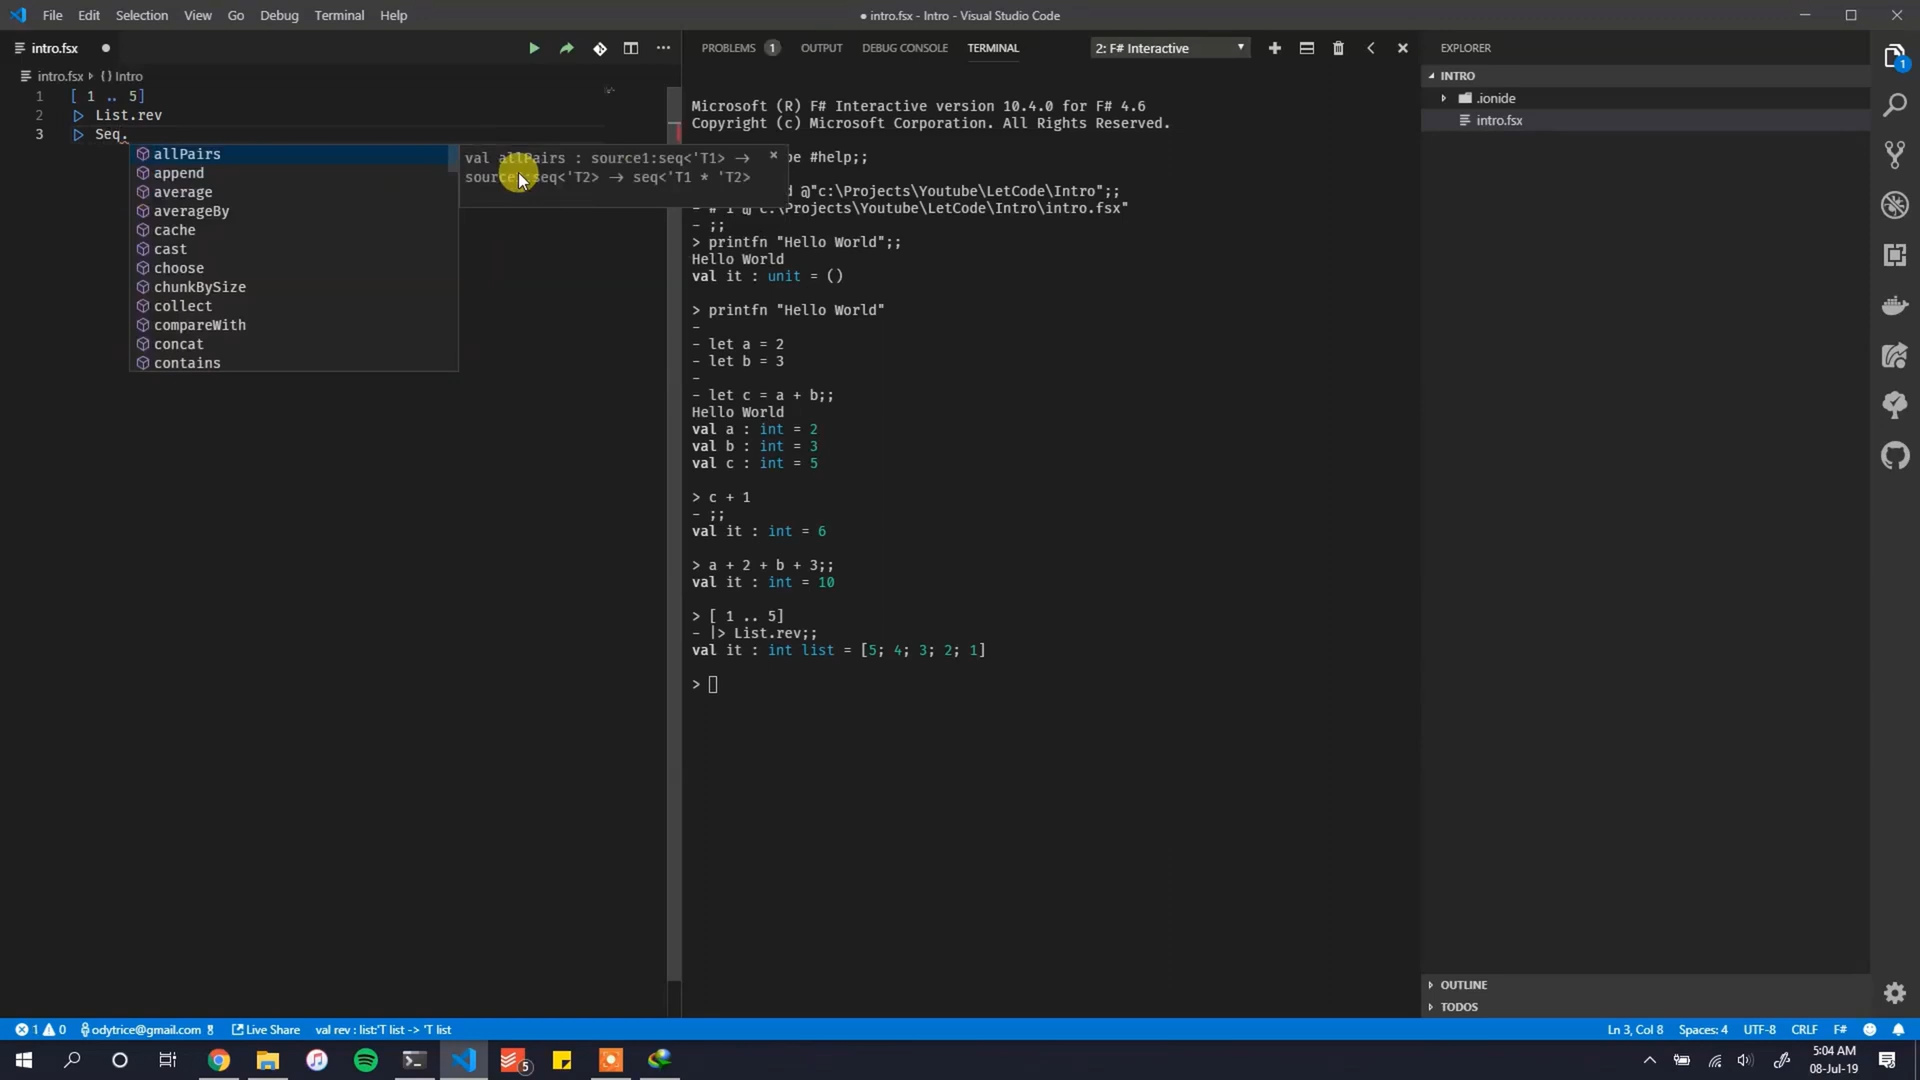 File Edit Selection View Go Debug Terminal Help
● intro.fsx - Intro - Visual Studio Code
intro.fsx ●
intro.fsx ▸ { } Intro
1 [ 1 .. 5]
2 ▷ List.rev
3 ▷ Seq.
allPairs
append
average
averageBy
cache
cast
choose
chunkBySize
collect
compareWith
concat
contains
val allPairs : source1:seq<'T1> →
:seq<'T2> → seq<'T1 * 'T2>
PROBLEMS 1 OUTPUT DEBUG CONSOLE TERMINAL 2: F# Interactive
Microsoft (R) F# Interactive version 10.4.0 for F# 4.6
Copyright (c) Microsoft Corporation. All Rights Reserved.
#help;;
@"c:\Projects\Youtube\LetCode\Intro";;
c:\Projects\Youtube\LetCode\Intro\intro.fsx"
- ;;
> printfn "Hello World";;
Hello World
val it : unit = ()
> printfn "Hello World"
-
- let a = 2
- let b = 3
-
- let c = a + b;;
Hello World
val a : int = 2
val b : int = 3
val c : int = 5
> c + 1
- ;;
val it : int = 6
> a + 2 + b + 3;;
val it : int = 10
> [ 1 .. 5]
- |> List.rev;;
val it : int list = [5; 4; 3; 2; 1]
>
EXPLORER
INTRO
.ionide
intro.fsx
OUTLINE
TODOS
1
1 0 odytrice@gmail.com Live Share val rev : list:'T list -> 'T list
Ln 3, Col 8 Spaces: 4 UTF-8 CRLF F#
5
5:04 AM
08-Jul-19